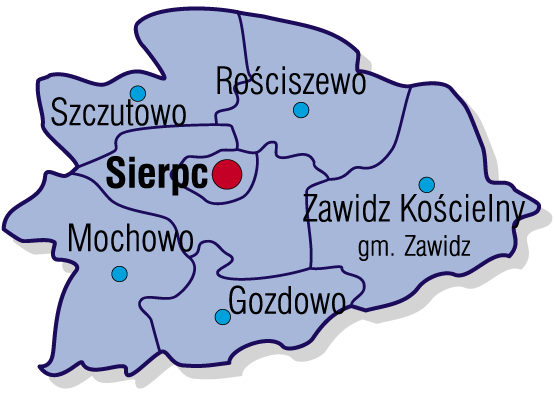 Rościszewo
Szczutowo
Sierpc
Zawidz Kościelny
gm. Zawidz
Mochowo
Gozdowo